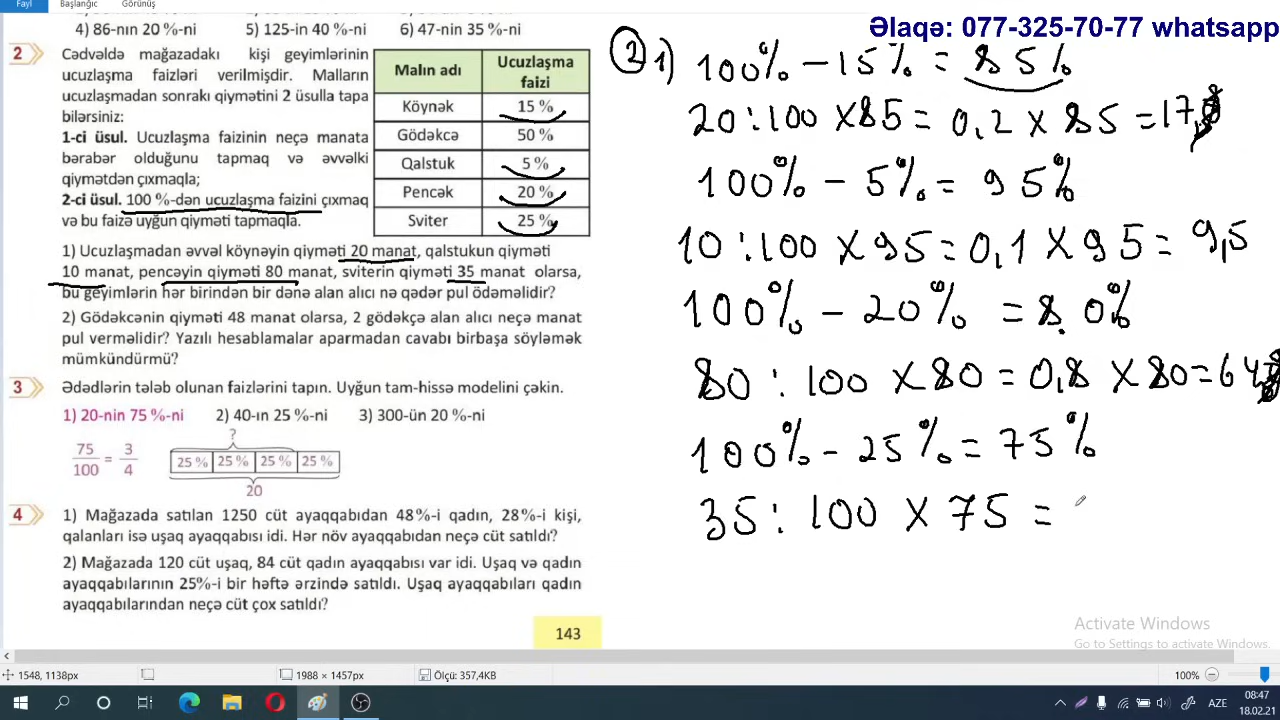 Fayl Başlanğıc Görünüş
Əlaqə: 077-325-70-77 whatsapp
4) 86-nın 20 %-ni 5) 125-in 40 %-ni 6) 47-nin 35 %-ni
2
Cədvəldə mağazadakı kişi geyimlərinin
ucuzlaşma faizləri verilmişdir. Malların
ucuzlaşmadan sonrakı qiymətini 2 üsulla tapa
bilərsiniz:
1-ci üsul. Ucuzlaşma faizinin neçə manata
bərabər olduğunu tapmaq və əvvəlki
qiymətdən çıxmaqla;
2-ci üsul. 100 %-dən ucuzlaşma faizini çıxmaq
və bu faizə uyğun qiyməti tapmaqla.
Malın adı Ucuzlaşma faizi
Köynək 15 %
Gödəkcə 50 %
Qalstuk 5 %
Pencək 20 %
Sviter 25 %
1) Ucuzlaşmadan əvvəl köynəyin qiyməti 20 manat, qalstukun qiyməti
10 manat, pencəyin qiyməti 80 manat, sviterin qiyməti 35 manat olarsa,
bu geyimlərin hər birindən bir dənə alan alıcı nə qədər pul ödəməlidir?
2) Gödəkcənin qiyməti 48 manat olarsa, 2 gödəkçə alan alıcı neçə manat
pul verməlidir? Yazılı hesablamalar aparmadan cavabı birbaşa söyləmək
mümkündürmü?
3
Ədədlərin tələb olunan faizlərini tapın. Uyğun tam-hissə modelini çəkin.
1) 20-nin 75 %-ni 2) 40-ın 25 %-ni 3) 300-ün 20 %-ni
75/100 = 3/4
?
25 % 25 % 25 % 25 %
20
4
1) Mağazada satılan 1250 cüt ayaqqabıdan 48%-i qadın, 28%-i kişi,
qalanları isə uşaq ayaqqabısı idi. Hər növ ayaqqabıdan neçə cüt satıldı?
2) Mağazada 120 cüt uşaq, 84 cüt qadın ayaqqabısı var idi. Uşaq və qadın
ayaqqabılarının 25%-i bir həftə ərzində satıldı. Uşaq ayaqqabıları qadın
ayaqqabılarından neçə cüt çox satıldı?
143
2 1) 100% - 15% = 85%
20 : 100 x 85 = 0,2 x 85 = 17
100% - 5% = 95%
10 : 100 x 95 = 0,1 x 95 = 9,5
100% - 20% = 80%
80 : 100 x 80 = 0,8 x 80 = 64
100% - 25% = 75%
35 : 100 x 75 =
Activate Windows
Go to Settings to activate Windows.
1548, 1138px 1988 × 1457px Ölçü: 357,4KB 100%
AZE
08:47
18.02.21